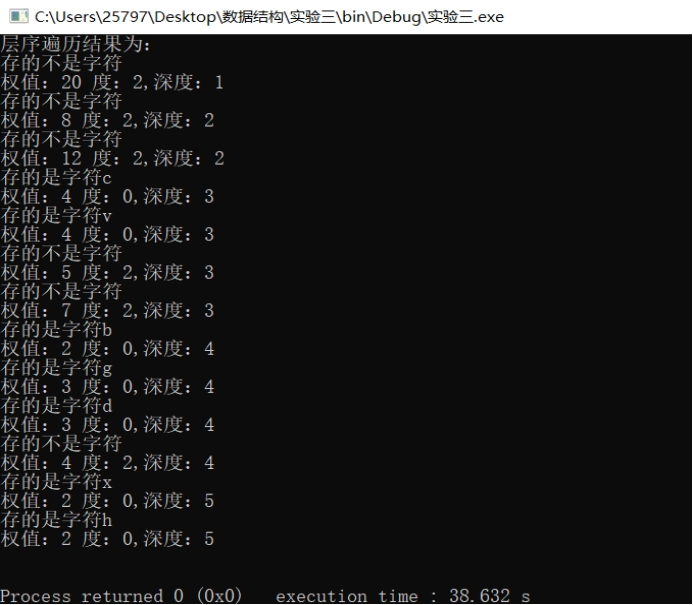 C:\Users\25797\Desktop\数据结构\实验三\bin\Debug\实验三.exe
层序遍历结果为:
存的不是字符
权值: 20 度: 2,深度: 1
存的不是字符
权值: 8 度: 2,深度: 2
存的不是字符
权值: 12 度: 2,深度: 2
存的是字符c
权值: 4 度: 0,深度: 3
存的是字符v
权值: 4 度: 0,深度: 3
存的不是字符
权值: 5 度: 2,深度: 3
存的不是字符
权值: 7 度: 2,深度: 3
存的是字符b
权值: 2 度: 0,深度: 4
存的是字符g
权值: 3 度: 0,深度: 4
存的是字符d
权值: 3 度: 0,深度: 4
存的不是字符
权值: 4 度: 2,深度: 4
存的是字符x
权值: 2 度: 0,深度: 5
存的是字符h
权值: 2 度: 0,深度: 5
Process returned 0 (0x0)   execution time : 38.632 s